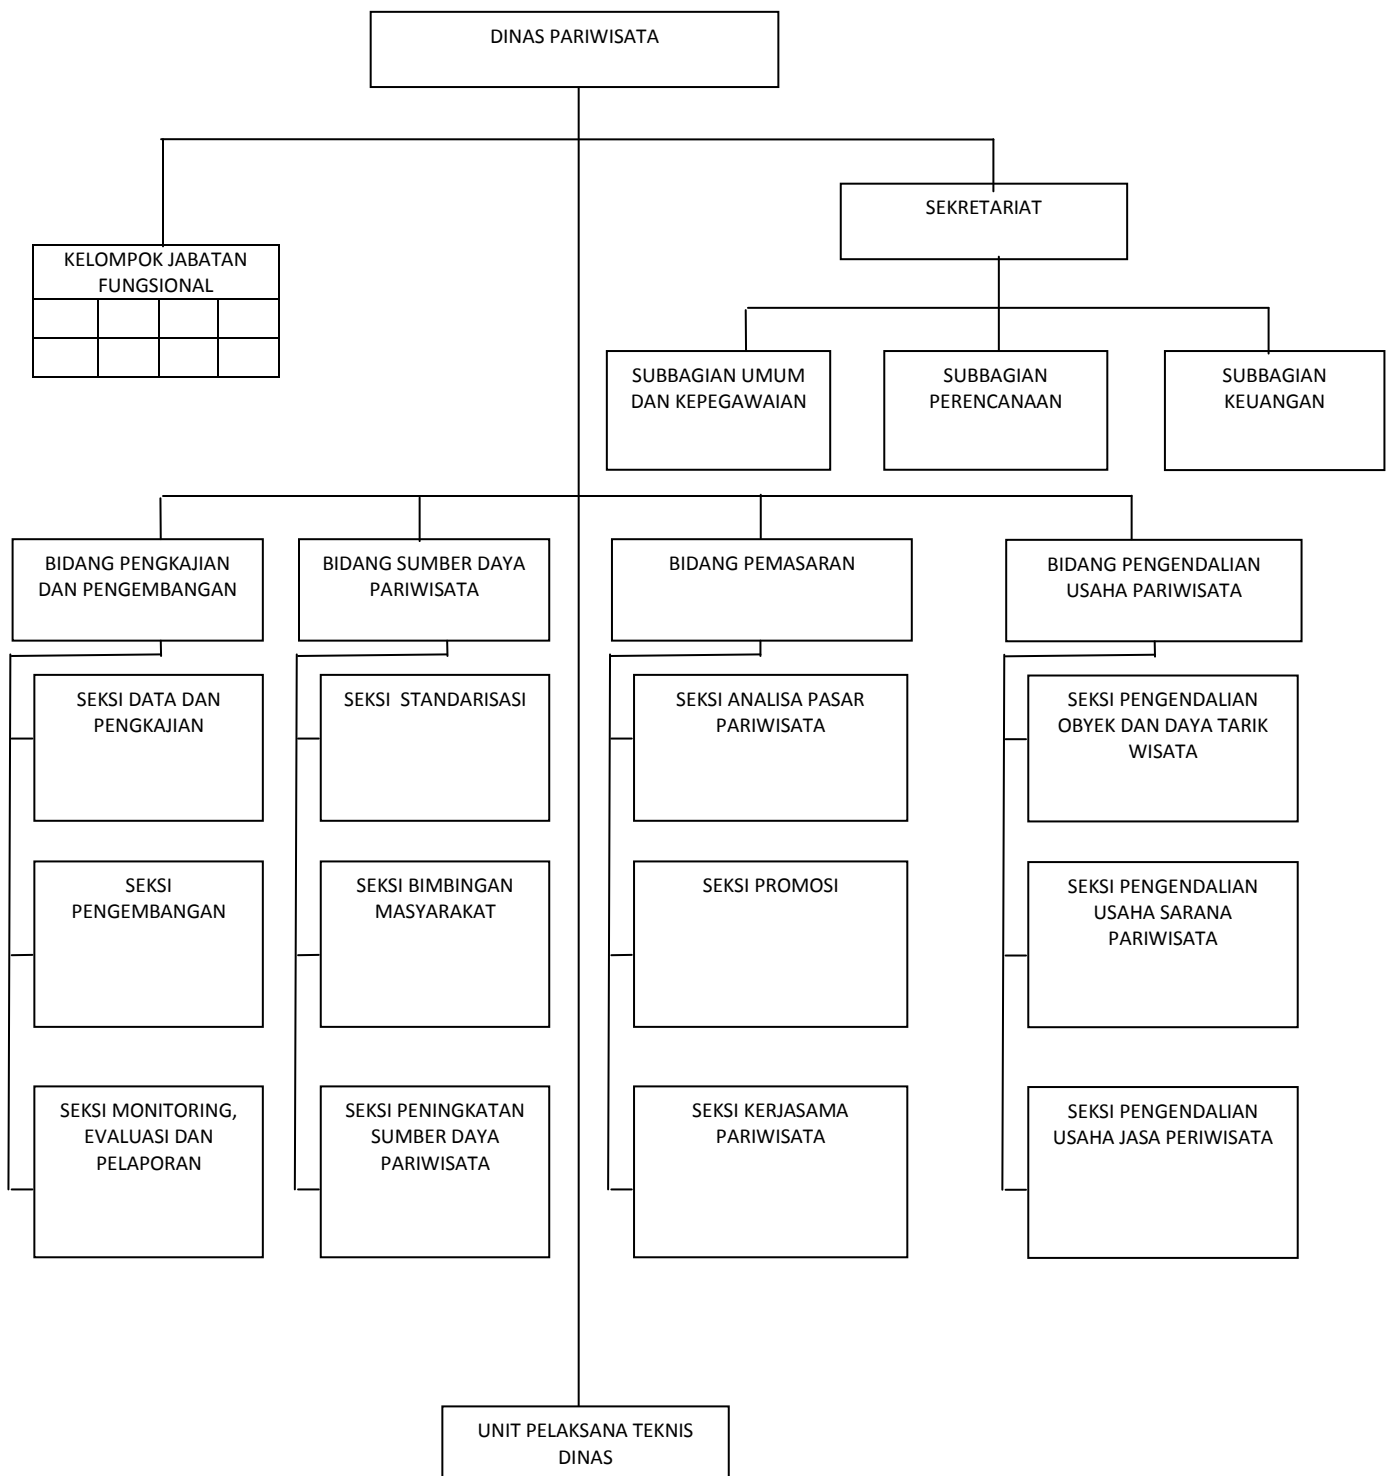 DINAS PARIWISATA
SEKRETARIAT
KELOMPOK JABATAN
FUNGSIONAL
SUBBAGIAN UMUM
DAN KEPEGAWAIAN
SUBBAGIAN
PERENCANAAN
SUBBAGIAN
KEUANGAN
BIDANG PENGKAJIAN
DAN PENGEMBANGAN
BIDANG SUMBER DAYA
PARIWISATA
BIDANG PEMASARAN
BIDANG PENGENDALIAN
USAHA PARIWISATA
SEKSI DATA DAN
PENGKAJIAN
SEKSI  STANDARISASI
SEKSI ANALISA PASAR
PARIWISATA
SEKSI PENGENDALIAN
OBYEK DAN DAYA TARIK
WISATA
SEKSI
PENGEMBANGAN
SEKSI BIMBINGAN
MASYARAKAT
SEKSI PROMOSI
SEKSI PENGENDALIAN
USAHA SARANA
PARIWISATA
SEKSI MONITORING,
EVALUASI DAN
PELAPORAN
SEKSI PENINGKATAN
SUMBER DAYA
PARIWISATA
SEKSI KERJASAMA
PARIWISATA
SEKSI PENGENDALIAN
USAHA JASA PERIWISATA
UNIT PELAKSANA TEKNIS
DINAS